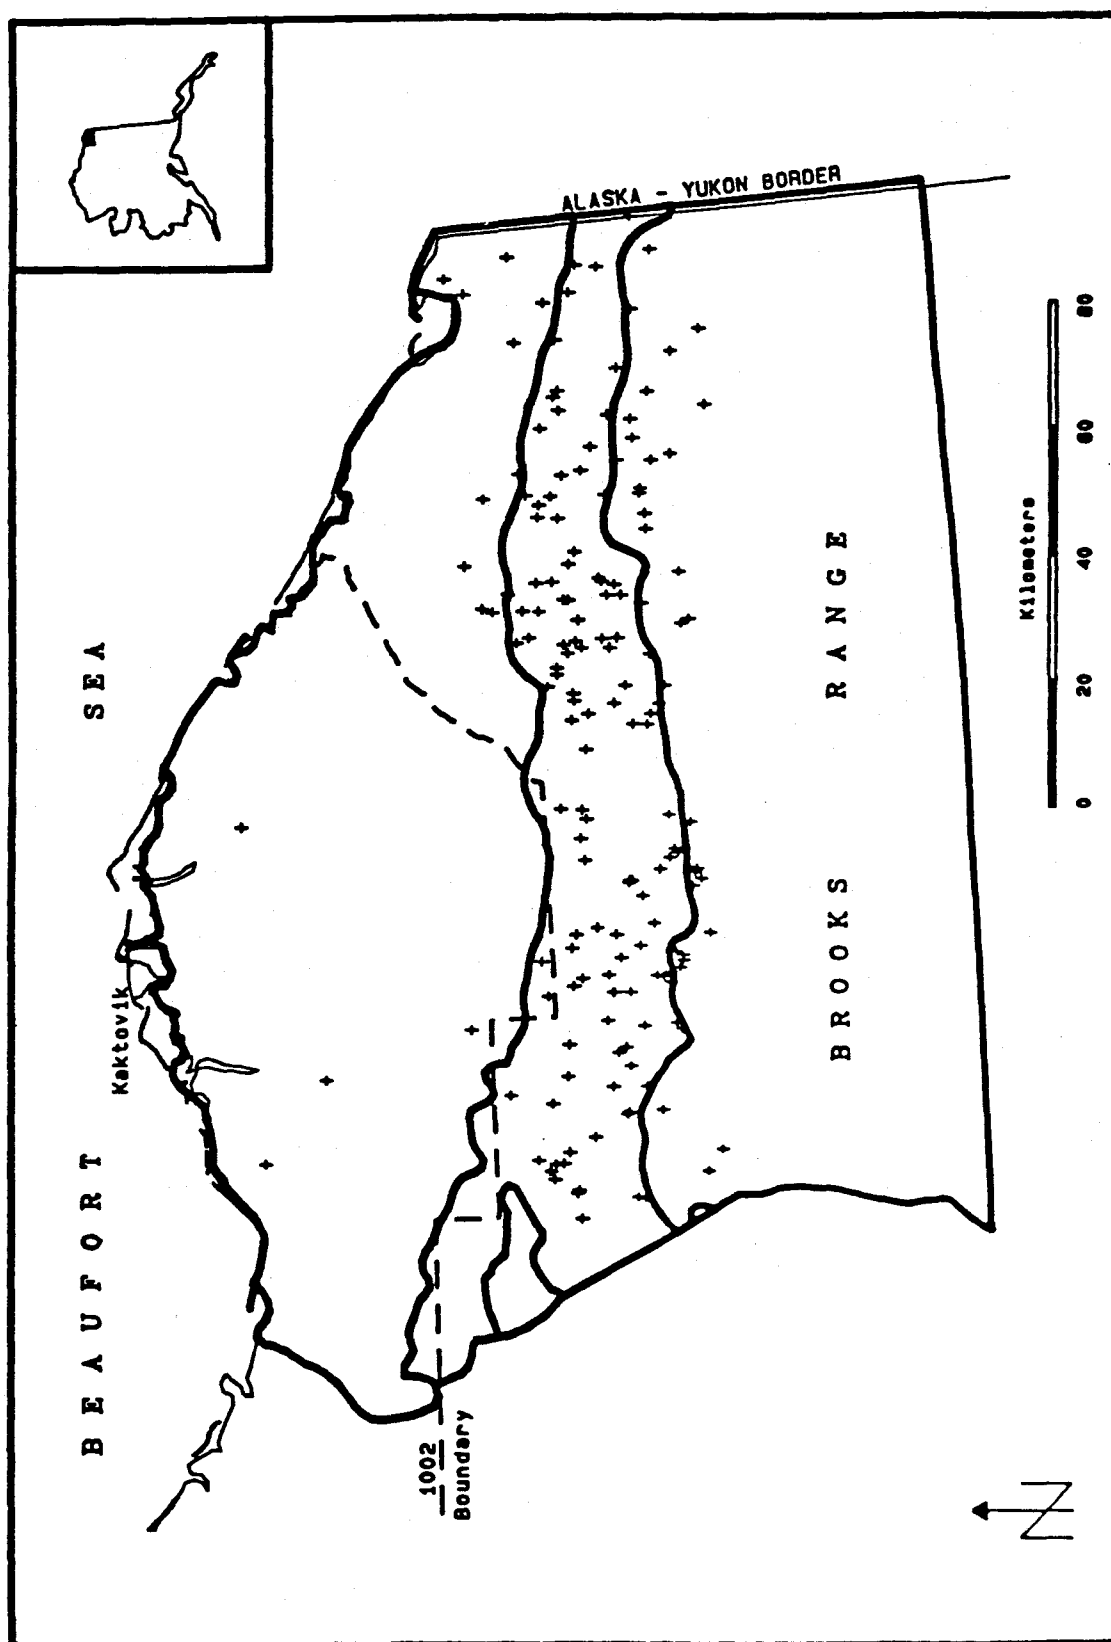 BEAUFORT SEA
Kaktovik
1002
Boundary
ALASKA - YUKON BORDER
BROOKS RANGE
Kilometers
0 20 40 60 80
N